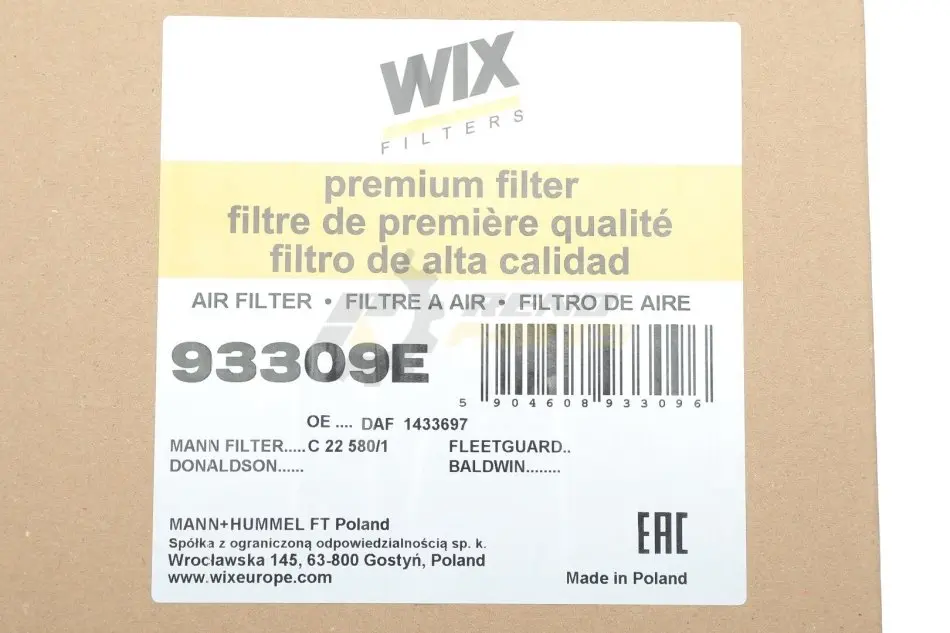 WIX
FILTERS
premium filter
filtre de première qualité
filtro de alta calidad
AIR FILTER • FILTRE A AIR • FILTRO DE AIRE
93309E
5 904608 933096
OE .... DAF 1433697
MANN FILTER.....C 22 580/1 FLEETGUARD..
DONALDSON...... BALDWIN........
MANN+HUMMEL FT Poland
Spółka z ograniczoną odpowiedzialnością sp. k.
Wrocławska 145, 63-800 Gostyń, Poland
www.wixeurope.com
EAC
Made in Poland